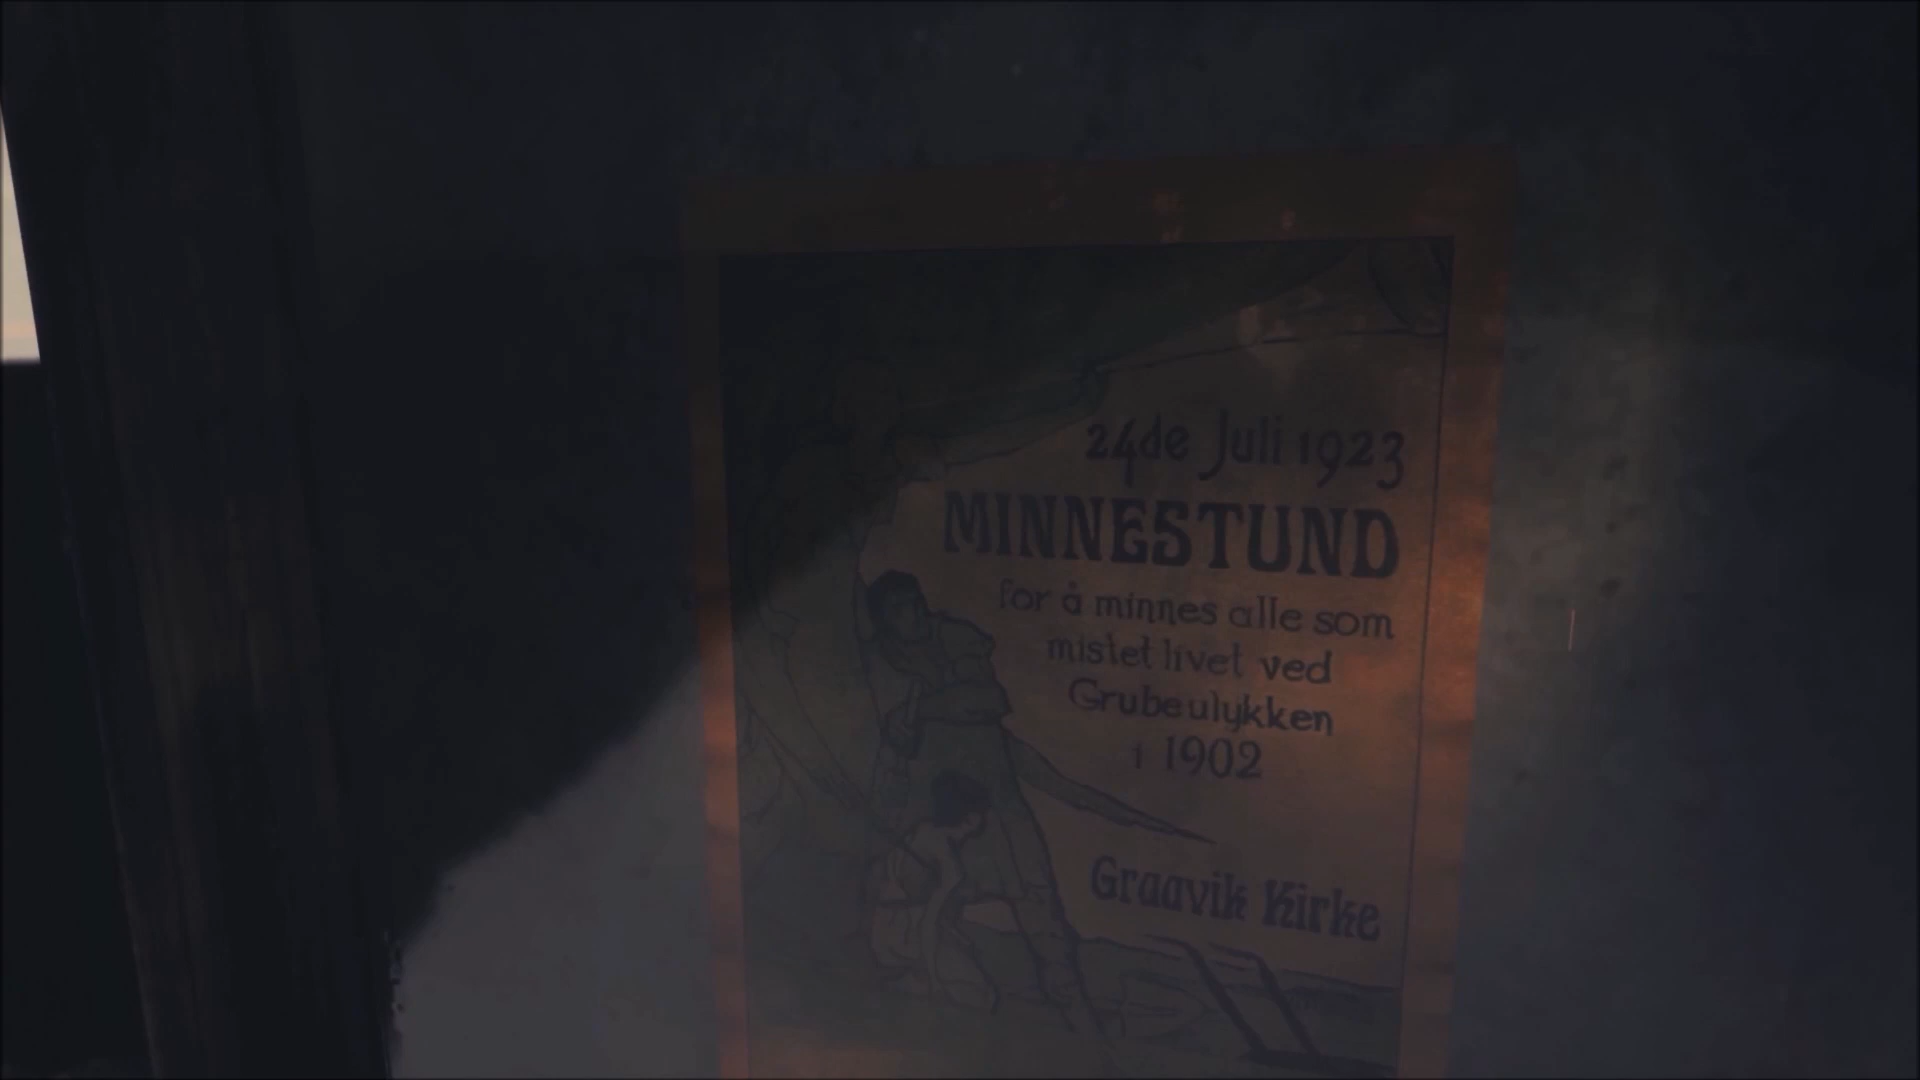 24de Juli 1923
MINNESTUND
for å minnes alle som
mistet livet ved
Grubeulykken
i 1902
Graavik Kirke